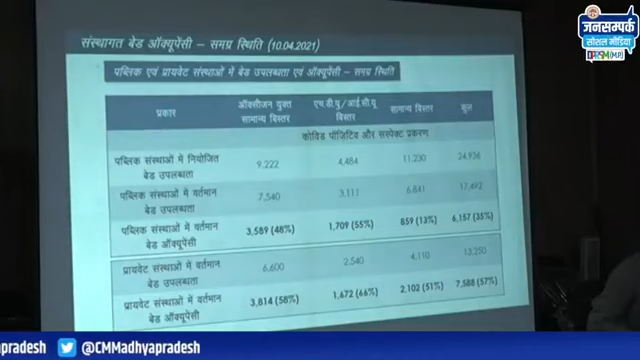 जनसम्पर्क
सोशल मीडिया
(M.P.)
संस्थागत बेड ऑक्यूपेंसी – समग्र स्थिति (10.04.2021)
पब्लिक एवं प्रायवेट संस्थाओं में बेड उपलब्धता एवं ऑक्यूपेंसी – समग्र स्थिति
प्रकार ऑक्सीजन युक्त सामान्य बिस्तर एच.डी.यू/आई.सी.यू बिस्तर सामान्य बिस्तर कुल
कोविड पॉज़िटिव और सस्पेक्ट प्रकरण
पब्लिक संस्थाओं में नियोजित बेड उपलब्धता 9,222 4,484 11,230 24,936
पब्लिक संस्थाओं में वर्तमान बेड उपलब्धता 7,540 3,111 6,841 17,492
पब्लिक संस्थाओं में वर्तमान बेड ऑक्यूपेंसी 3,589 (48%) 1,709 (55%) 859 (13%) 6,157 (35%)
प्रायवेट संस्थाओं में वर्तमान बेड उपलब्धता 6,600 2,540 4,110 13,250
प्रायवेट संस्थाओं में वर्तमान बेड ऑक्यूपेंसी 3,814 (58%) 1,672 (66%) 2,102 (51%) 7,588 (57%)
apradesh @CMMadhyapradesh